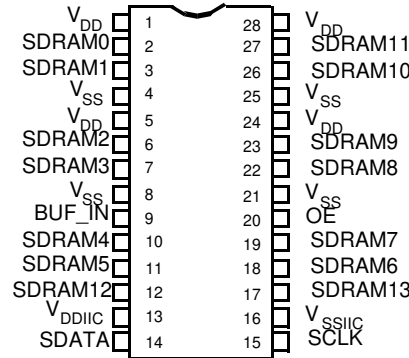 VDD 1 28 VDD
SDRAM0 2 27 SDRAM11
SDRAM1 3 26 SDRAM10
VSS 4 25 VSS
VDD 5 24 VDD
SDRAM2 6 23 SDRAM9
SDRAM3 7 22 SDRAM8
VSS 8 21 VSS
BUF_IN 9 20 OE
SDRAM4 10 19 SDRAM7
SDRAM5 11 18 SDRAM6
SDRAM12 12 17 SDRAM13
VDDIIC 13 16 VSSIIC
SDATA 14 15 SCLK